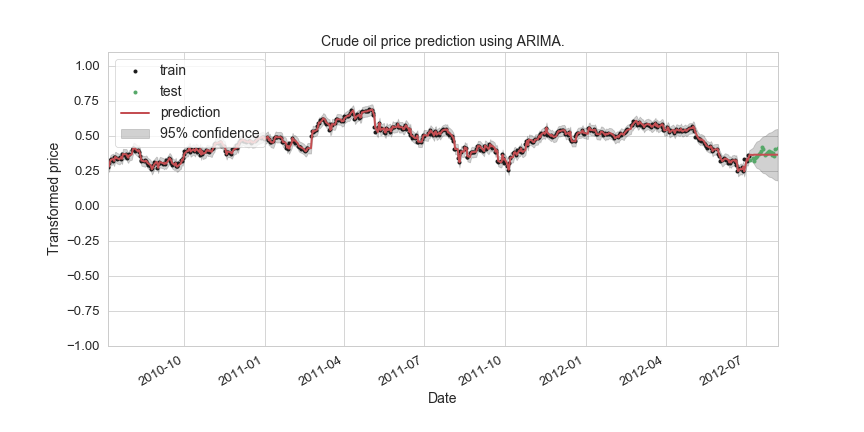 Crude oil price prediction using ARIMA.
train
test
prediction
95% confidence
Transformed price
1.00
0.75
0.50
0.25
0.00
−0.25
−0.50
−0.75
−1.00
2010-10
2011-01
2011-04
2011-07
2011-10
2012-01
2012-04
2012-07
Date